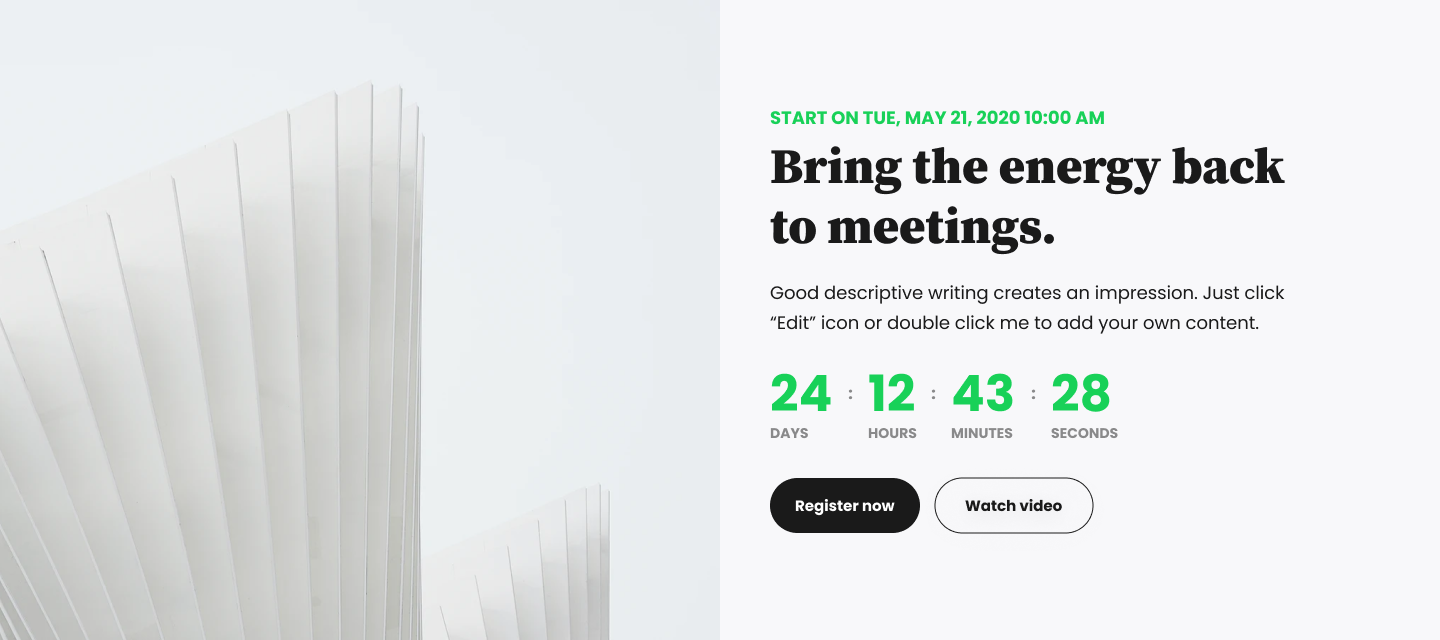 START ON TUE, MAY 21, 2020 10:00 AM
Bring the energy back
to meetings.
Good descriptive writing creates an impression. Just click
“Edit” icon or double click me to add your own content.
24 : 12 : 43 : 28
DAYS HOURS MINUTES SECONDS
Register now Watch video